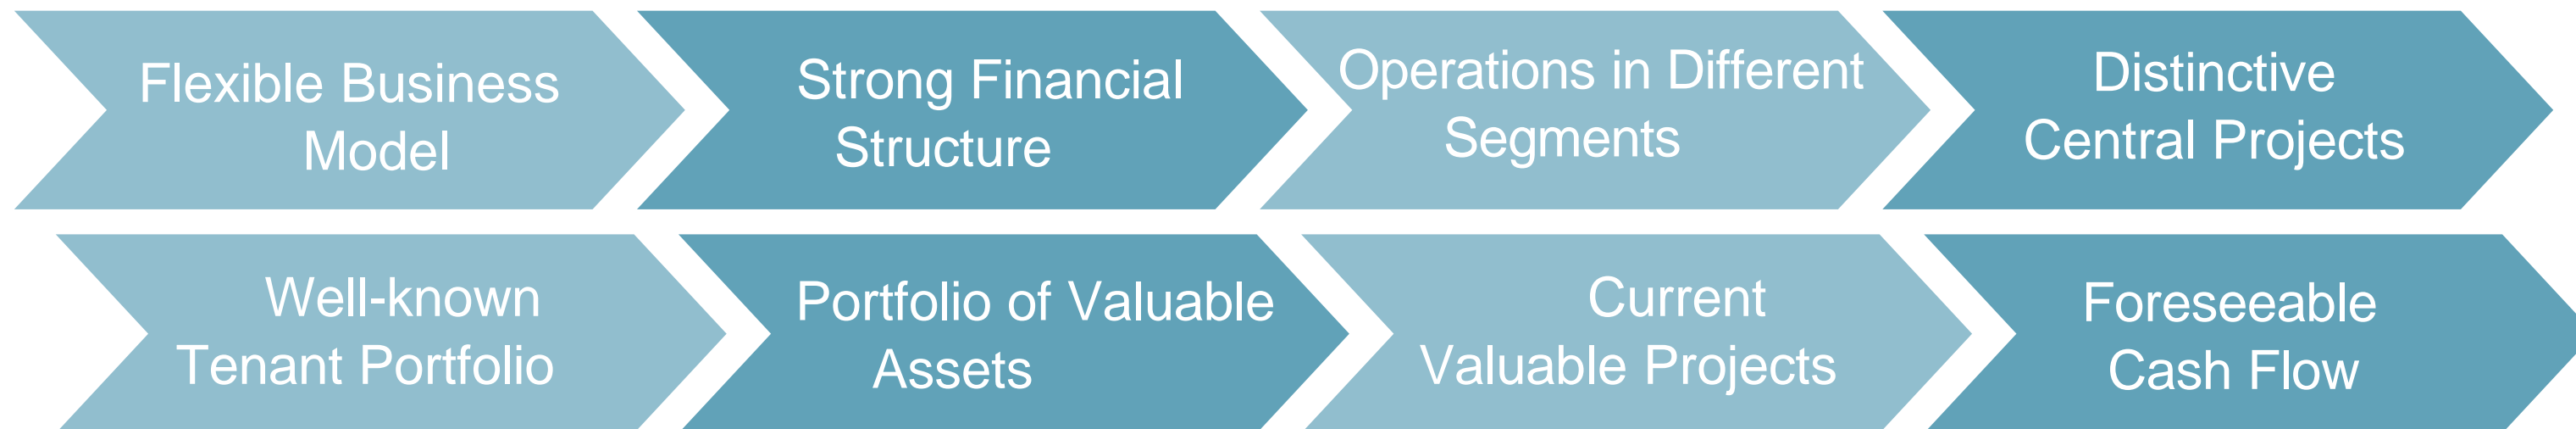 Flexible Business
Model
Strong Financial
Structure
Operations in Different
Segments
Distinctive
Central Projects
Well-known
Tenant Portfolio
Portfolio of Valuable
Assets
Current
Valuable Projects
Foreseeable
Cash Flow